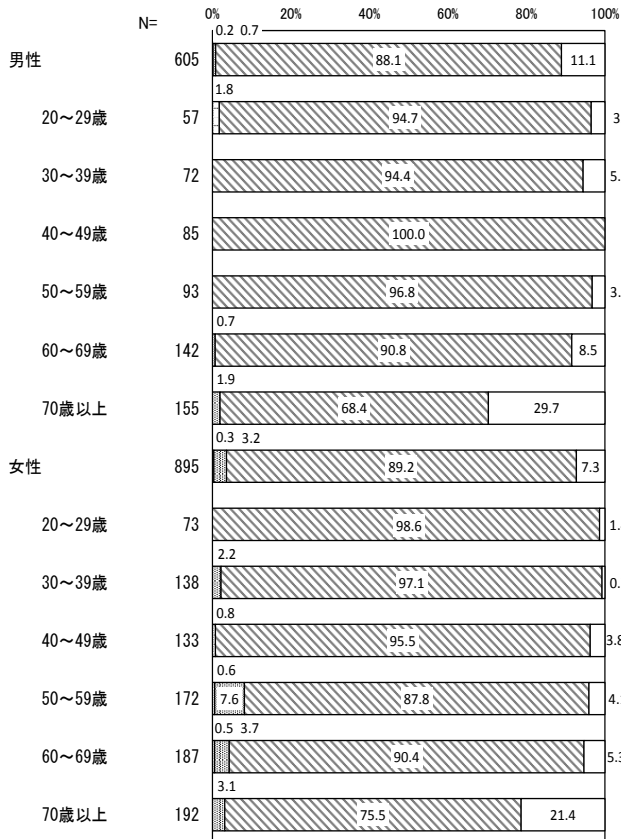 0% 20% 40% 60% 80% 100%
N=
0.2 0.7
男性 605 88.1 11.1
1.8
20～29歳 57 94.7 3
30～39歳 72 94.4 5.
40～49歳 85 100.0
50～59歳 93 96.8 3.
0.7
60～69歳 142 90.8 8.5
1.9
70歳以上 155 68.4 29.7
0.3 3.2
女性 895 89.2 7.3
20～29歳 73 98.6 1.
2.2
30～39歳 138 97.1 0.
0.8
40～49歳 133 95.5 3.8
0.6
50～59歳 172 7.6 87.8 4.
0.5 3.7
60～69歳 187 90.4 5.3
3.1
70歳以上 192 75.5 21.4